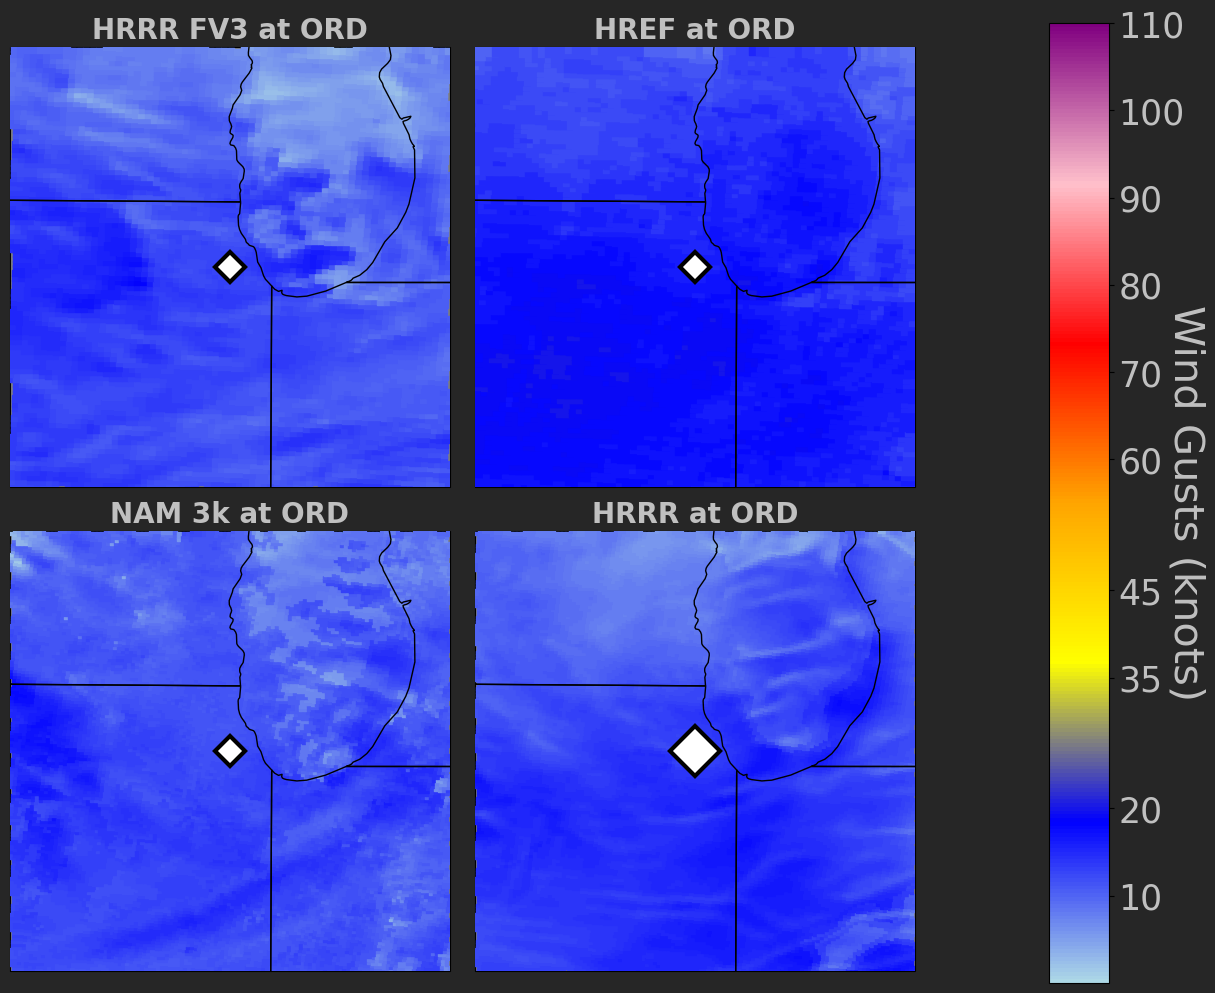 HRRR FV3 at ORD
HREF at ORD
NAM 3k at ORD
HRRR at ORD
110
100
90
80
70
60
45
35
20
10
Wind Gusts (knots)